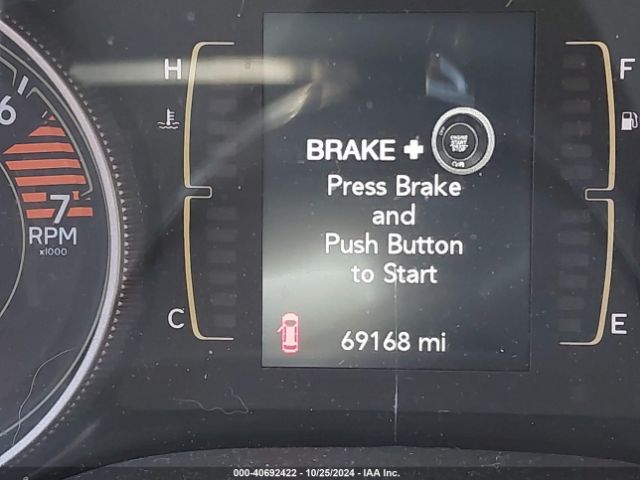 H
F
6
BRAKE +
ENGINE
START
STOP
OFF
Press Brake
and
Push Button
to Start
7
RPM
x1000
C
E
69168 mi
000-40692422 - 10/25/2024 - IAA Inc.